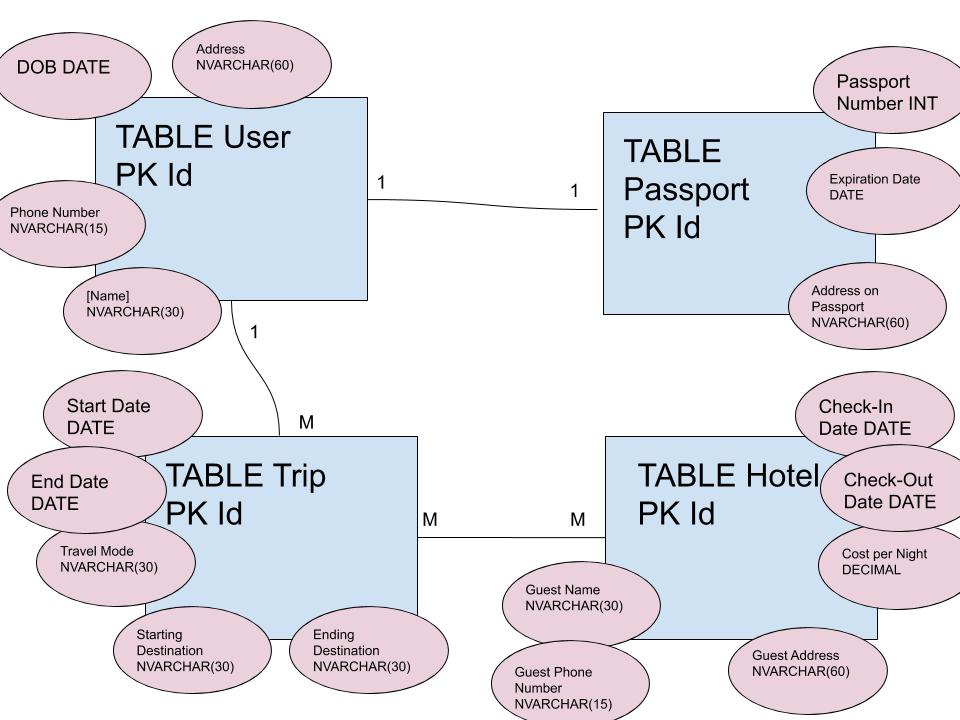 DOB DATE
Address
NVARCHAR(60)
TABLE User
PK Id
Phone Number
NVARCHAR(15)
[Name]
NVARCHAR(30)
1
1
TABLE
Passport
PK Id
Passport
Number INT
Expiration Date
DATE
Address on
Passport
NVARCHAR(60)
1
M
Start Date
DATE
End Date
DATE
Travel Mode
NVARCHAR(30)
TABLE Trip
PK Id
Starting
Destination
NVARCHAR(30)
Ending
Destination
NVARCHAR(30)
M
M
TABLE Hotel
PK Id
Check-In
Date DATE
Check-Out
Date DATE
Cost per Night
DECIMAL
Guest Name
NVARCHAR(30)
Guest Phone
Number
NVARCHAR(15)
Guest Address
NVARCHAR(60)